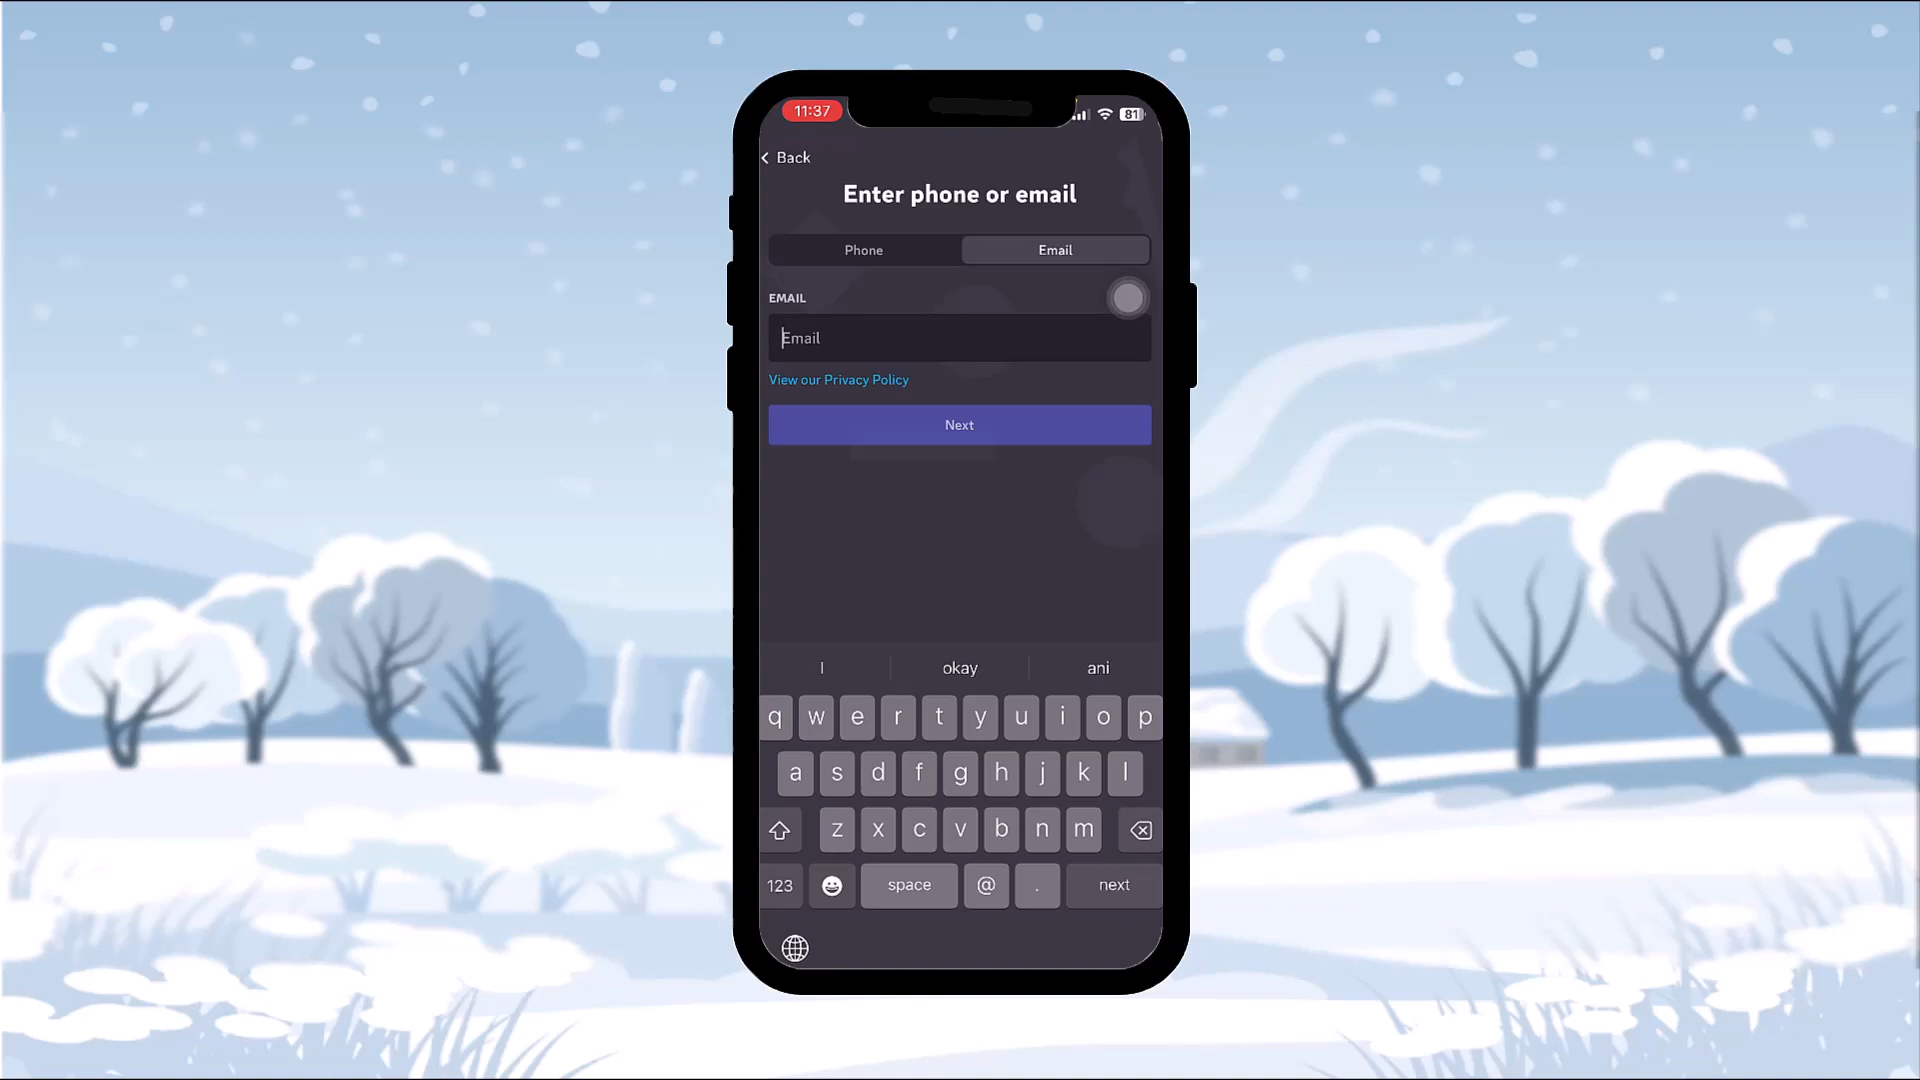 11:37
81
Back
Enter phone or email
Phone Email
EMAIL
Email
View our Privacy Policy
Next
I okay ani
q w e r t y u i o p
a s d f g h j k l
z x c v b n m
123 space @ . next